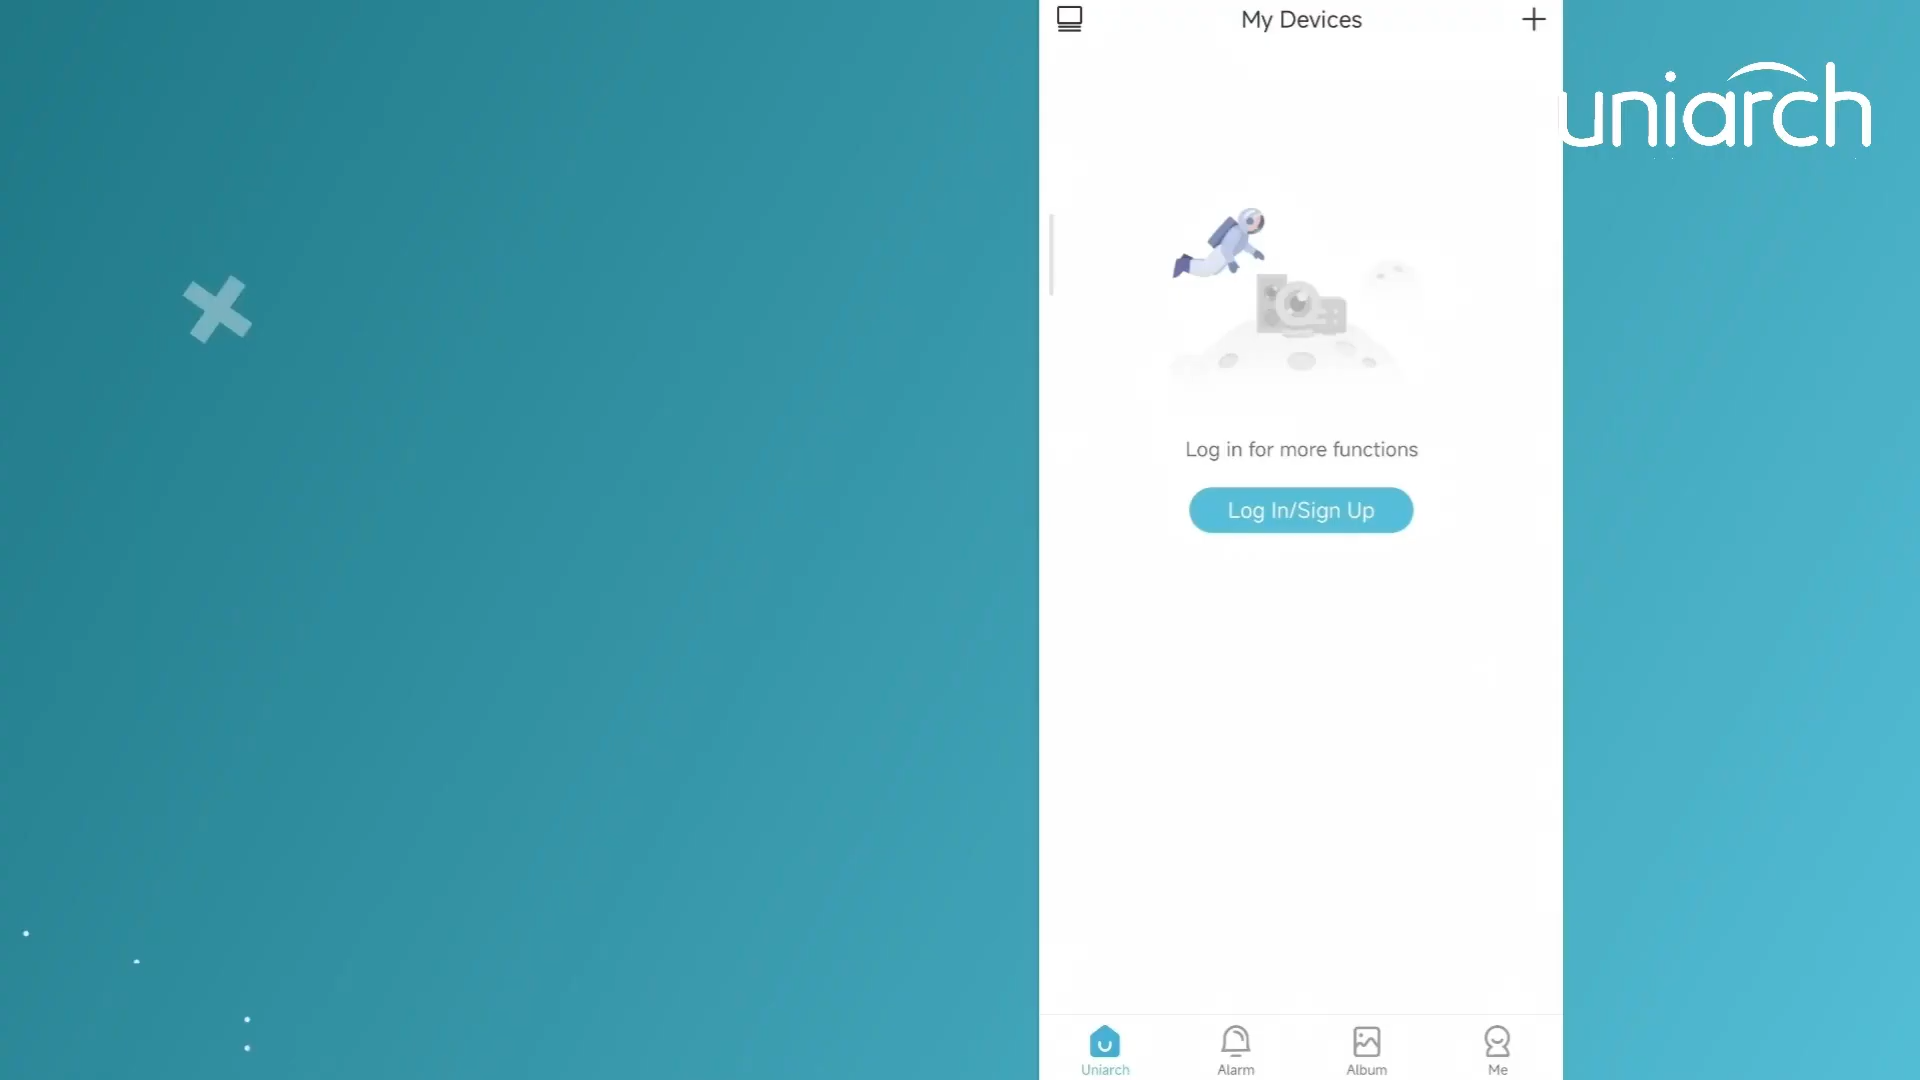 My Devices
uniarch
Log in for more functions
Log In/Sign Up
Uniarch
Alarm
Album
Me